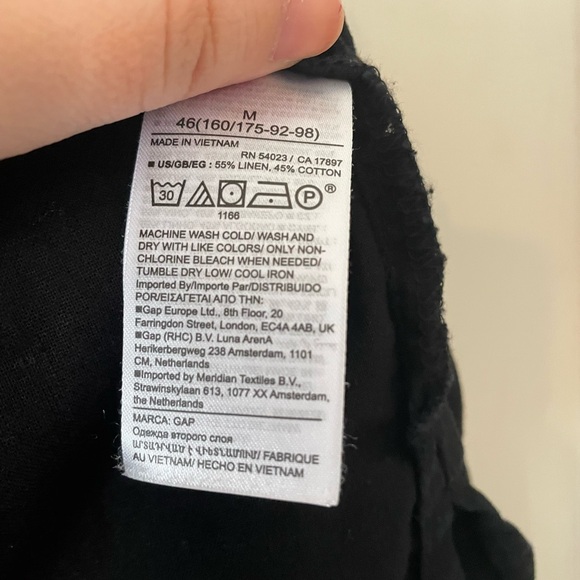 M
46(160/175-92-98)
MADE IN VIETNAM
RN 54023 / CA 17897
■ US/GB/EG : 55% LINEN, 45% COTTON
30 P ®
1166
MACHINE WASH COLD/ WASH AND
DRY WITH LIKE COLORS/ ONLY NON-
CHLORINE BLEACH WHEN NEEDED/
TUMBLE DRY LOW/ COOL IRON
Imported By/Importe Par/DISTRIBUIDO
POR/ΕΙΣΑΓΕΤΑΙ ΑΠΟ ΤΗΝ:
■Gap Europe Ltd., 8th Floor, 20
Farringdon Street, London, EC4A 4AB, UK
■Gap (RHC) B.V. Luna ArenA
Herikerbergweg 238 Amsterdam, 1101
CM, Netherlands
■Imported by Meridian Textiles B.V.,
Strawinskylaan 613, 1077 XX Amsterdam,
the Netherlands
MARCA: GAP
Одежда второго слоя
ԱՐՏԱԴՎԱԾ Է ՎԻԵՏՆԱՄՈՒՄ/ FABRIQUE
AU VIETNAM/ HECHO EN VIETNAM